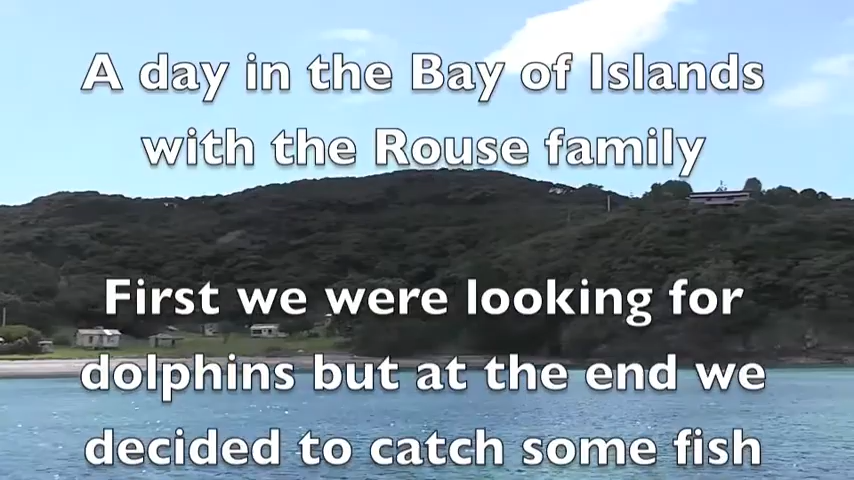 A day in the Bay of Islands
with the Rouse family
First we were looking for
dolphins but at the end we
decided to catch some fish